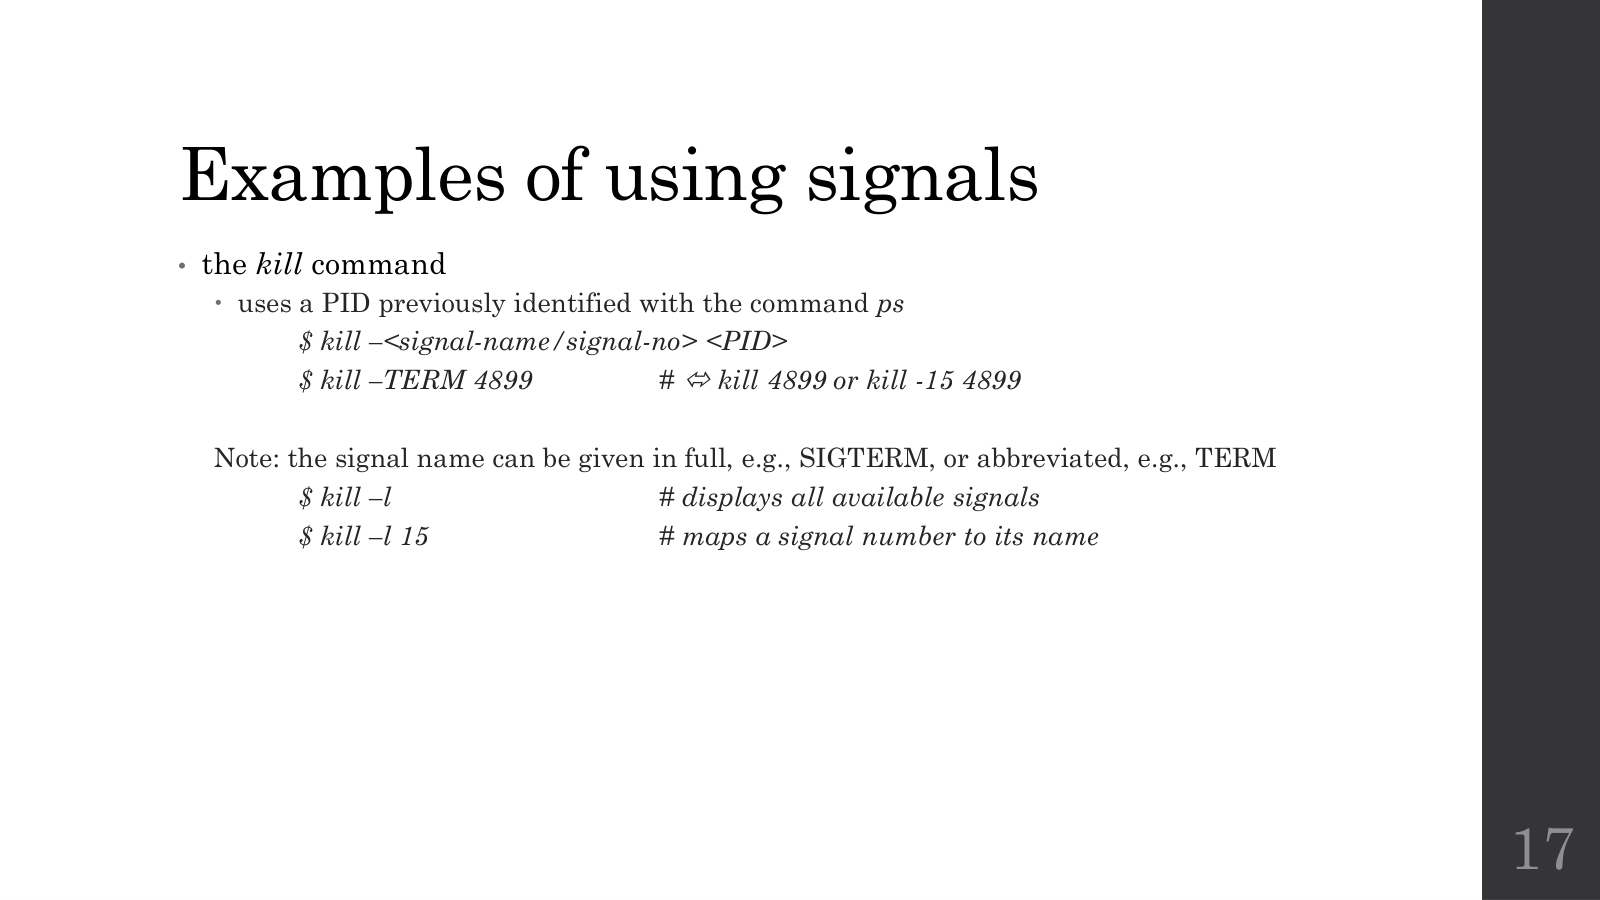 Examples of using signals
• the kill command
• uses a PID previously identified with the command ps
$ kill –<signal-name/signal-no> <PID>
$ kill –TERM 4899 # ⬄ kill 4899 or kill -15 4899
Note: the signal name can be given in full, e.g., SIGTERM, or abbreviated, e.g., TERM
$ kill –l # displays all available signals
$ kill –l 15 # maps a signal number to its name
17